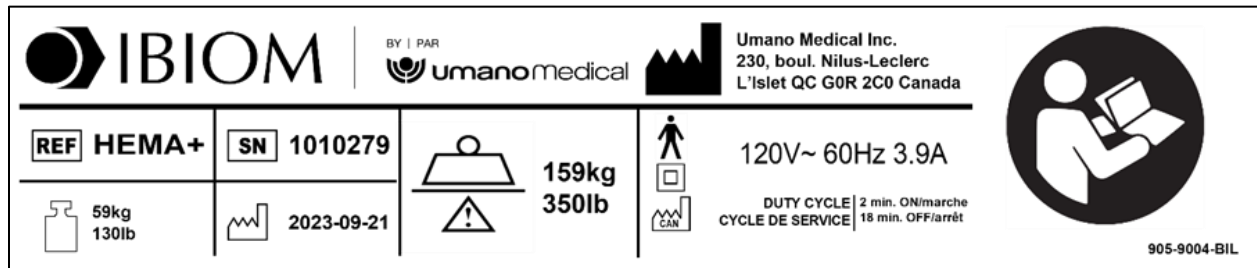 IBIOM
BY | PAR
umano medical
Umano Medical Inc.
230, boul. Nilus-Leclerc
L'Islet QC G0R 2C0 Canada
REF HEMA+
SN 1010279
59kg
130lb
2023-09-21
159kg
350lb
CAN
120V~ 60Hz 3.9A
DUTY CYCLE | 2 min. ON/marche
CYCLE DE SERVICE | 18 min. OFF/arrêt
905-9004-BIL